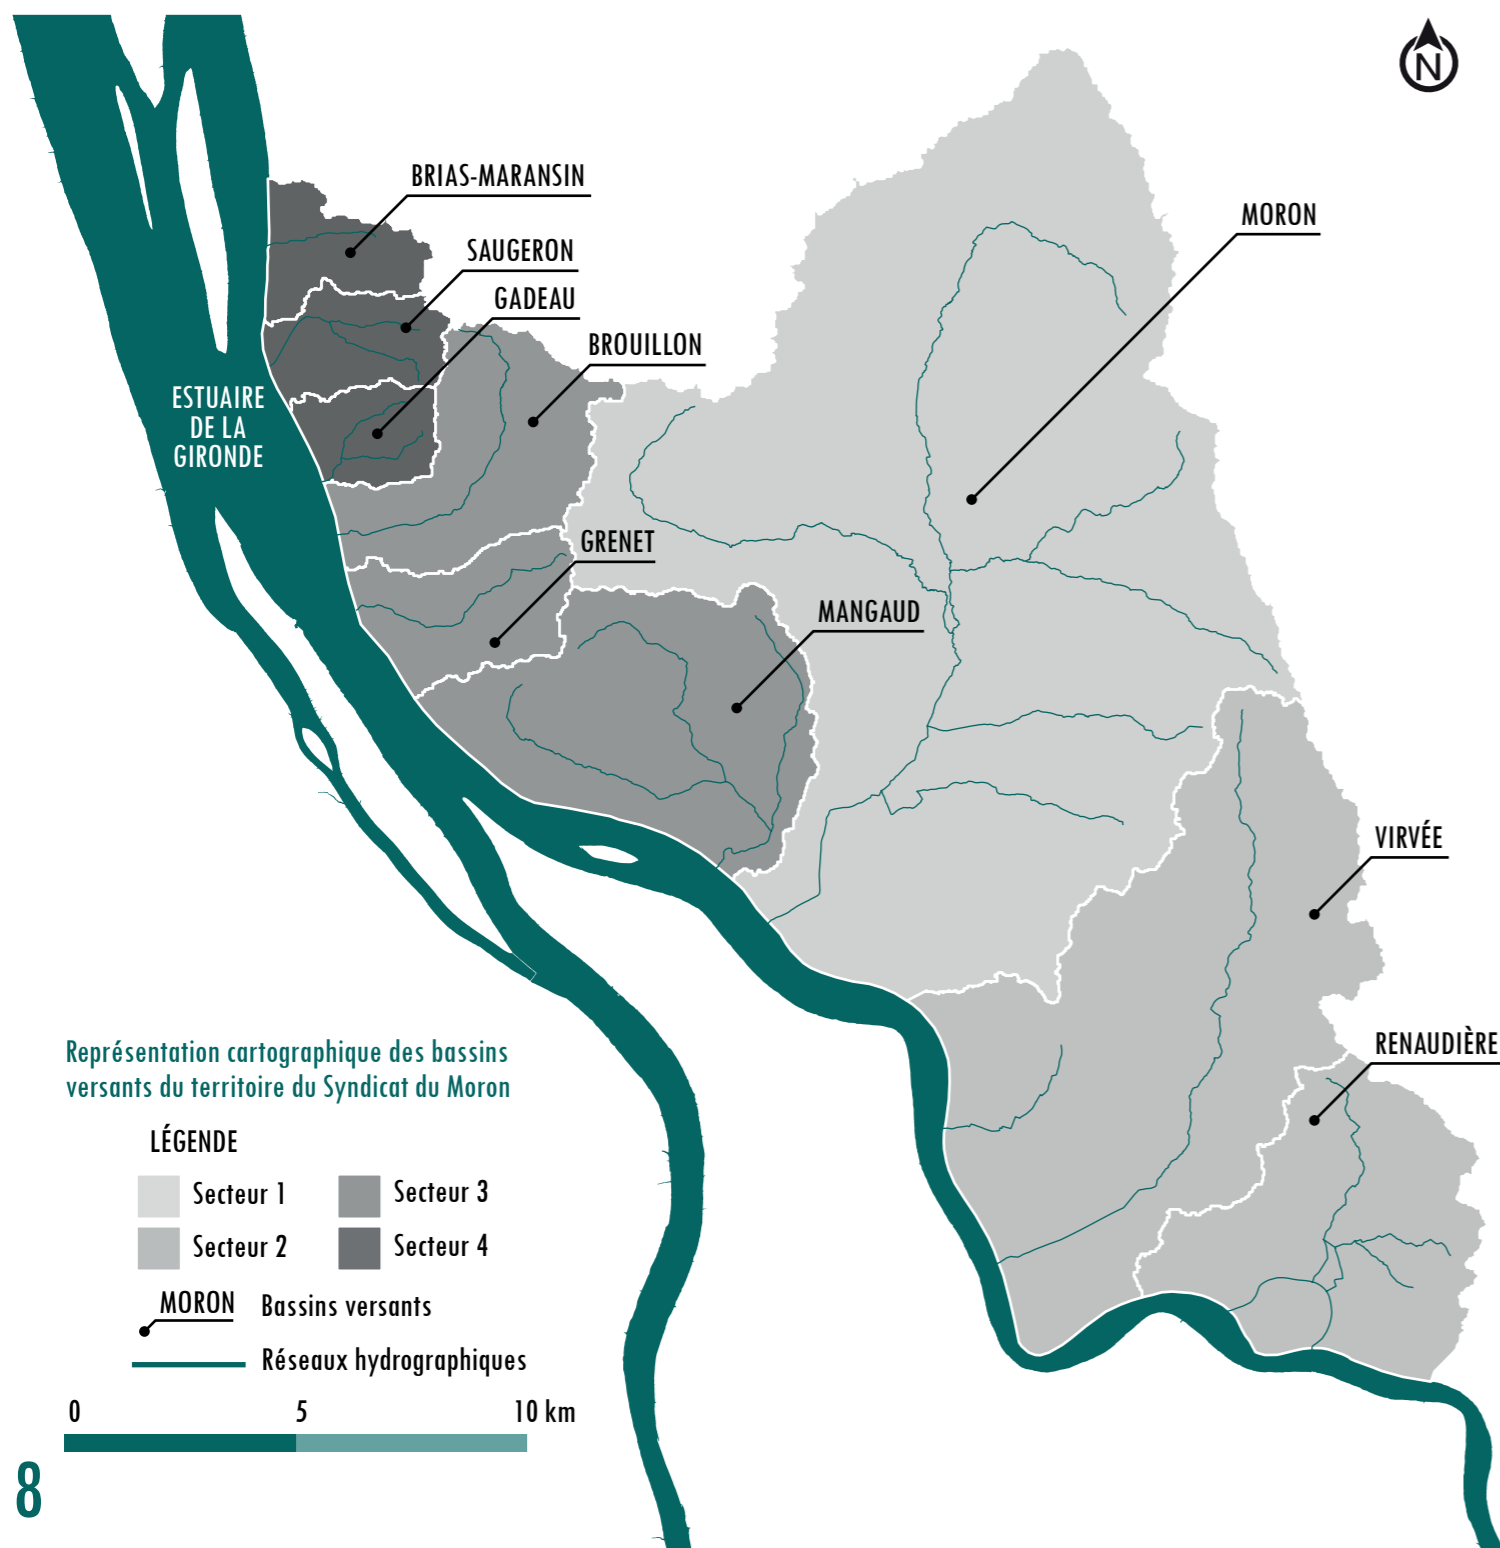 N
BRIAS-MARANSIN
MORON
SAUGERON
GADEAU
BROUILLON
ESTUAIRE
DE LA
GIRONDE
GRENET
MANGAUD
VIRVÉE
RENAUDIÈRE
Représentation cartographique des bassins
versants du territoire du Syndicat du Moron
LÉGENDE
Secteur 1
Secteur 3
Secteur 2
Secteur 4
MORON Bassins versants
Réseaux hydrographiques
0 5 10 km
8